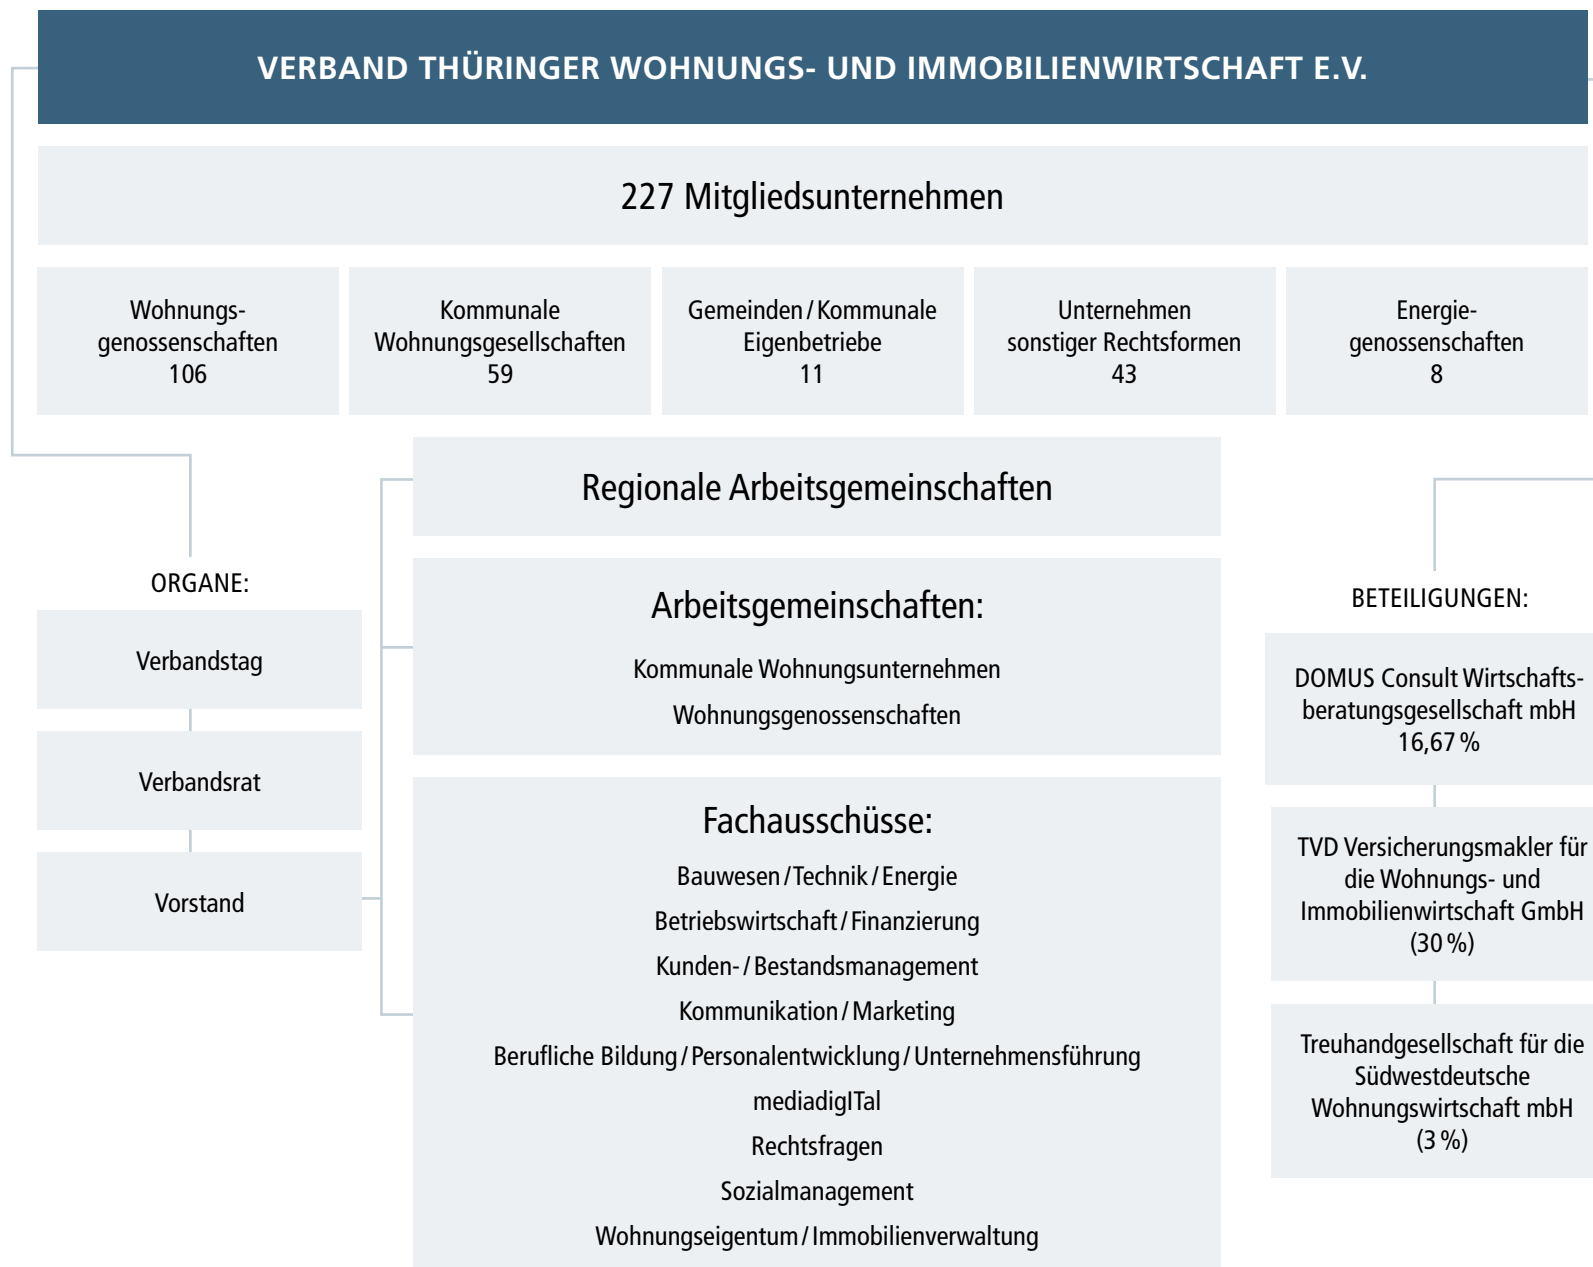 VERBAND THÜRINGER WOHNUNGS- UND IMMOBILIENWIRTSCHAFT E.V.
227 Mitgliedsunternehmen
Wohnungs-
genossenschaften
106
Kommunale
Wohnungsgesellschaften
59
Gemeinden / Kommunale
Eigenbetriebe
11
Unternehmen
sonstiger Rechtsformen
43
Energie-
genossenschaften
8
ORGANE:
Verbandstag
Verbandsrat
Vorstand
Regionale Arbeitsgemeinschaften
Arbeitsgemeinschaften:
Kommunale Wohnungsunternehmen
Wohnungsgenossenschaften
Fachausschüsse:
Bauwesen / Technik / Energie
Betriebswirtschaft / Finanzierung
Kunden- / Bestandsmanagement
Kommunikation / Marketing
Berufliche Bildung / Personalentwicklung / Unternehmensführung
mediadigITal
Rechtsfragen
Sozialmanagement
Wohnungseigentum / Immobilienverwaltung
BETEILIGUNGEN:
DOMUS Consult Wirtschafts-
beratungsgesellschaft mbH
16,67 %
TVD Versicherungsmakler für
die Wohnungs- und
Immobilienwirtschaft GmbH
(30 %)
Treuhandgesellschaft für die
Südwestdeutsche
Wohnungswirtschaft mbH
(3 %)